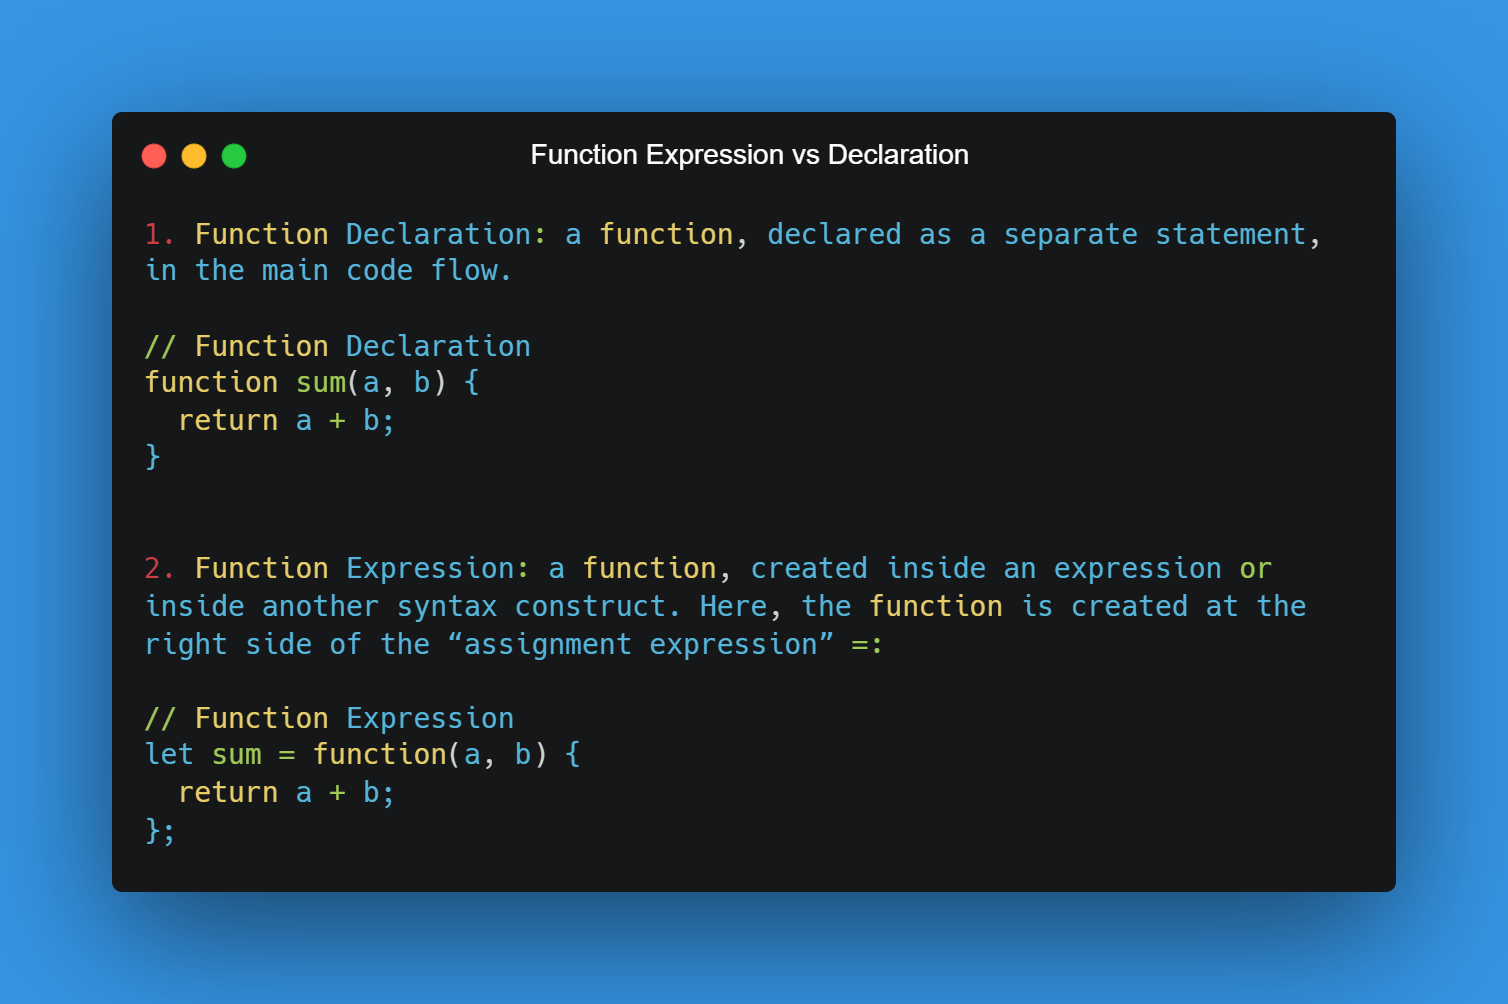 Function Expression vs Declaration
1. Function Declaration: a function, declared as a separate statement,
in the main code flow.
// Function Declaration
function sum(a, b) {
  return a + b;
}
2. Function Expression: a function, created inside an expression or
inside another syntax construct. Here, the function is created at the
right side of the “assignment expression” =:
// Function Expression
let sum = function(a, b) {
  return a + b;
};